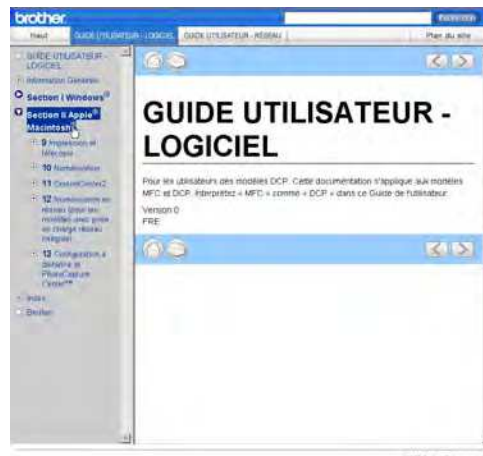 brother
Haut
GUIDE UTILISATEUR - LOGICIEL
GUIDE UTILISATEUR - RÉSEAU
Plan du site
GUIDE UTILISATEUR -
LOGICIEL
Information Générales
Section I Windows®
Section II Apple®
Macintosh
9 Impression et
télécopie
10 Numérisation
11 ControlCenter2
12 Numérisation en
réseau (pour les
modèles avec prise
en charge réseau
intégrée)
13 Configuration à
distance et
PhotoCapture
Center™
Index
Brother
GUIDE UTILISATEUR -
LOGICIEL
Pour les utilisateurs des modèles DCP. Cette documentation s'applique aux modèles
MFC et DCP. Interprétez « MFC » comme « DCP » dans ce Guide de l'utilisateur.
Version 0
FRE